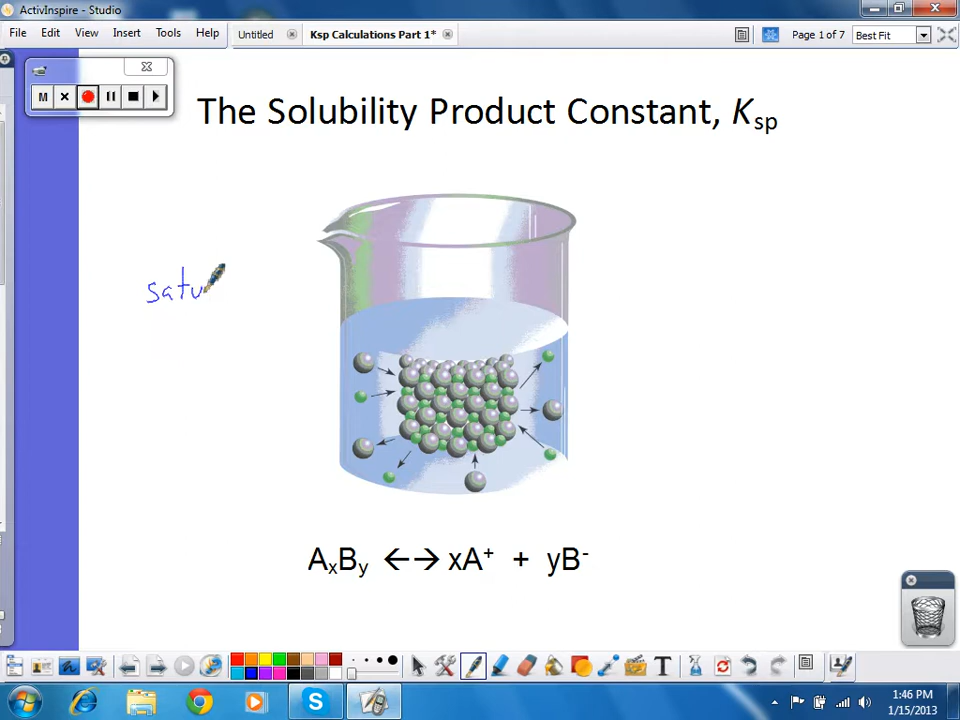 ActivInspire - Studio
File Edit View Insert Tools Help Untitled Ksp Calculations Part 1* Page 1 of 7 Best Fit
M
The Solubility Product Constant, Ksp
satu
AxBy ←→ xA⁺ + yB⁻
T
S
1:46 PM
1/15/2013